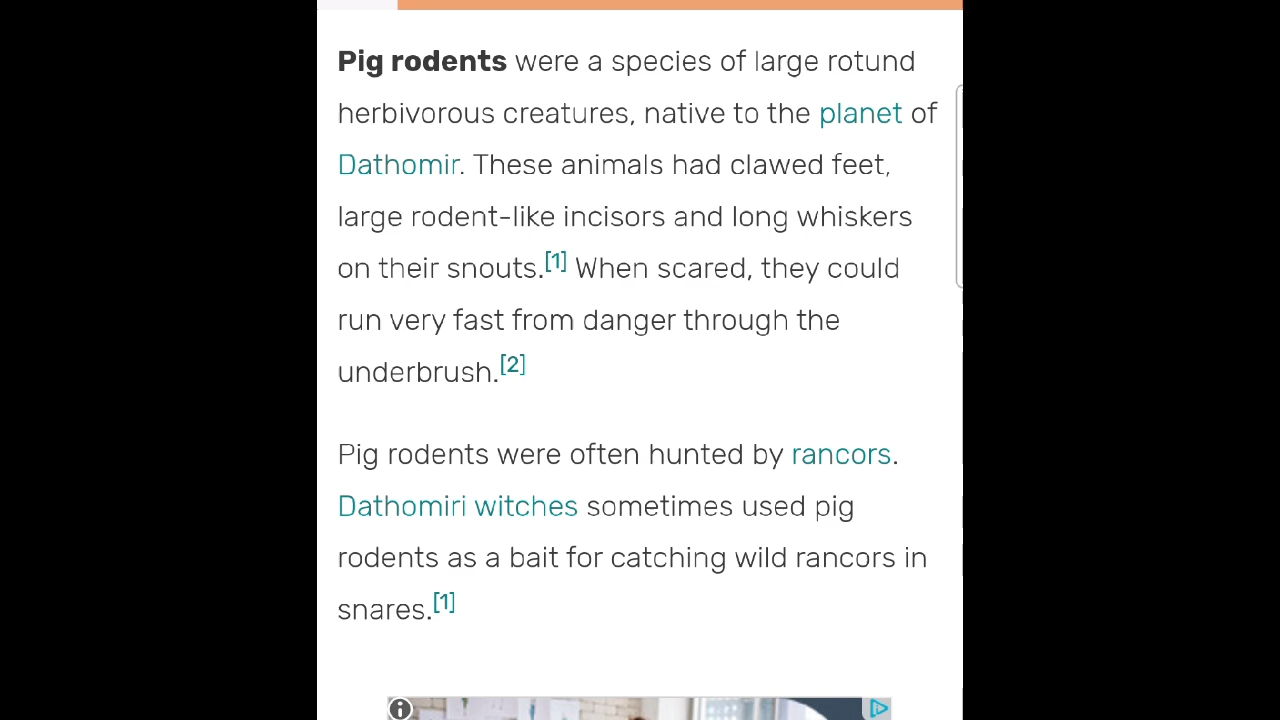 Pig rodents were a species of large rotund
herbivorous creatures, native to the planet of
Dathomir. These animals had clawed feet,
large rodent-like incisors and long whiskers
on their snouts.[1] When scared, they could
run very fast from danger through the
underbrush.[2]
Pig rodents were often hunted by rancors.
Dathomiri witches sometimes used pig
rodents as a bait for catching wild rancors in
snares.[1]